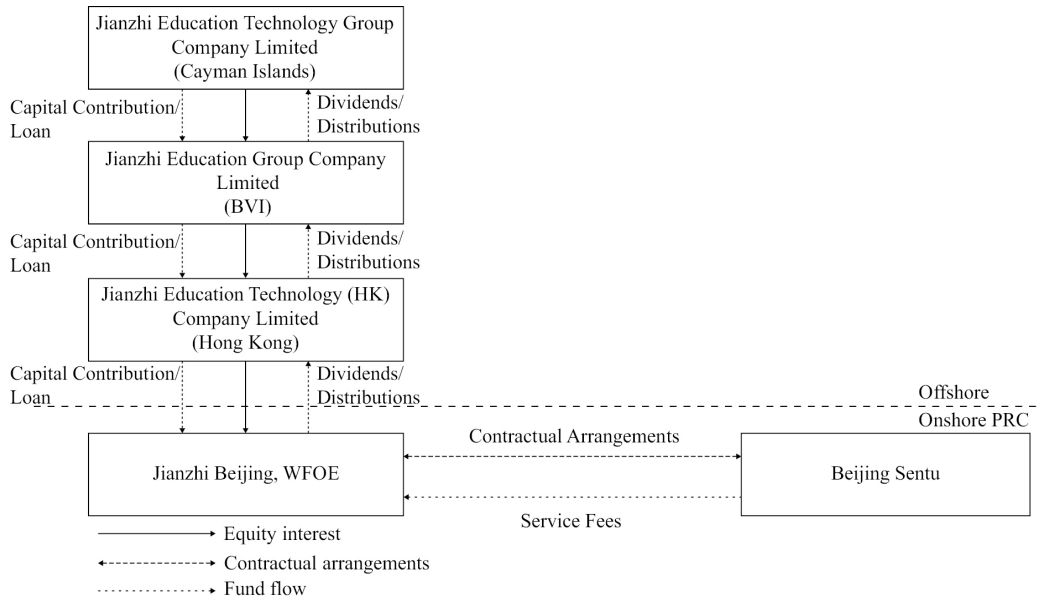 Jianzhi Education Technology Group
Company Limited
(Cayman Islands)
Capital Contribution/
Loan
Dividends/
Distributions
Jianzhi Education Group Company
Limited
(BVI)
Capital Contribution/
Loan
Dividends/
Distributions
Jianzhi Education Technology (HK)
Company Limited
(Hong Kong)
Capital Contribution/
Loan
Dividends/
Distributions
Offshore
Onshore PRC
Jianzhi Beijing, WFOE
Contractual Arrangements
Beijing Sentu
Service Fees
Equity interest
Contractual arrangements
Fund flow